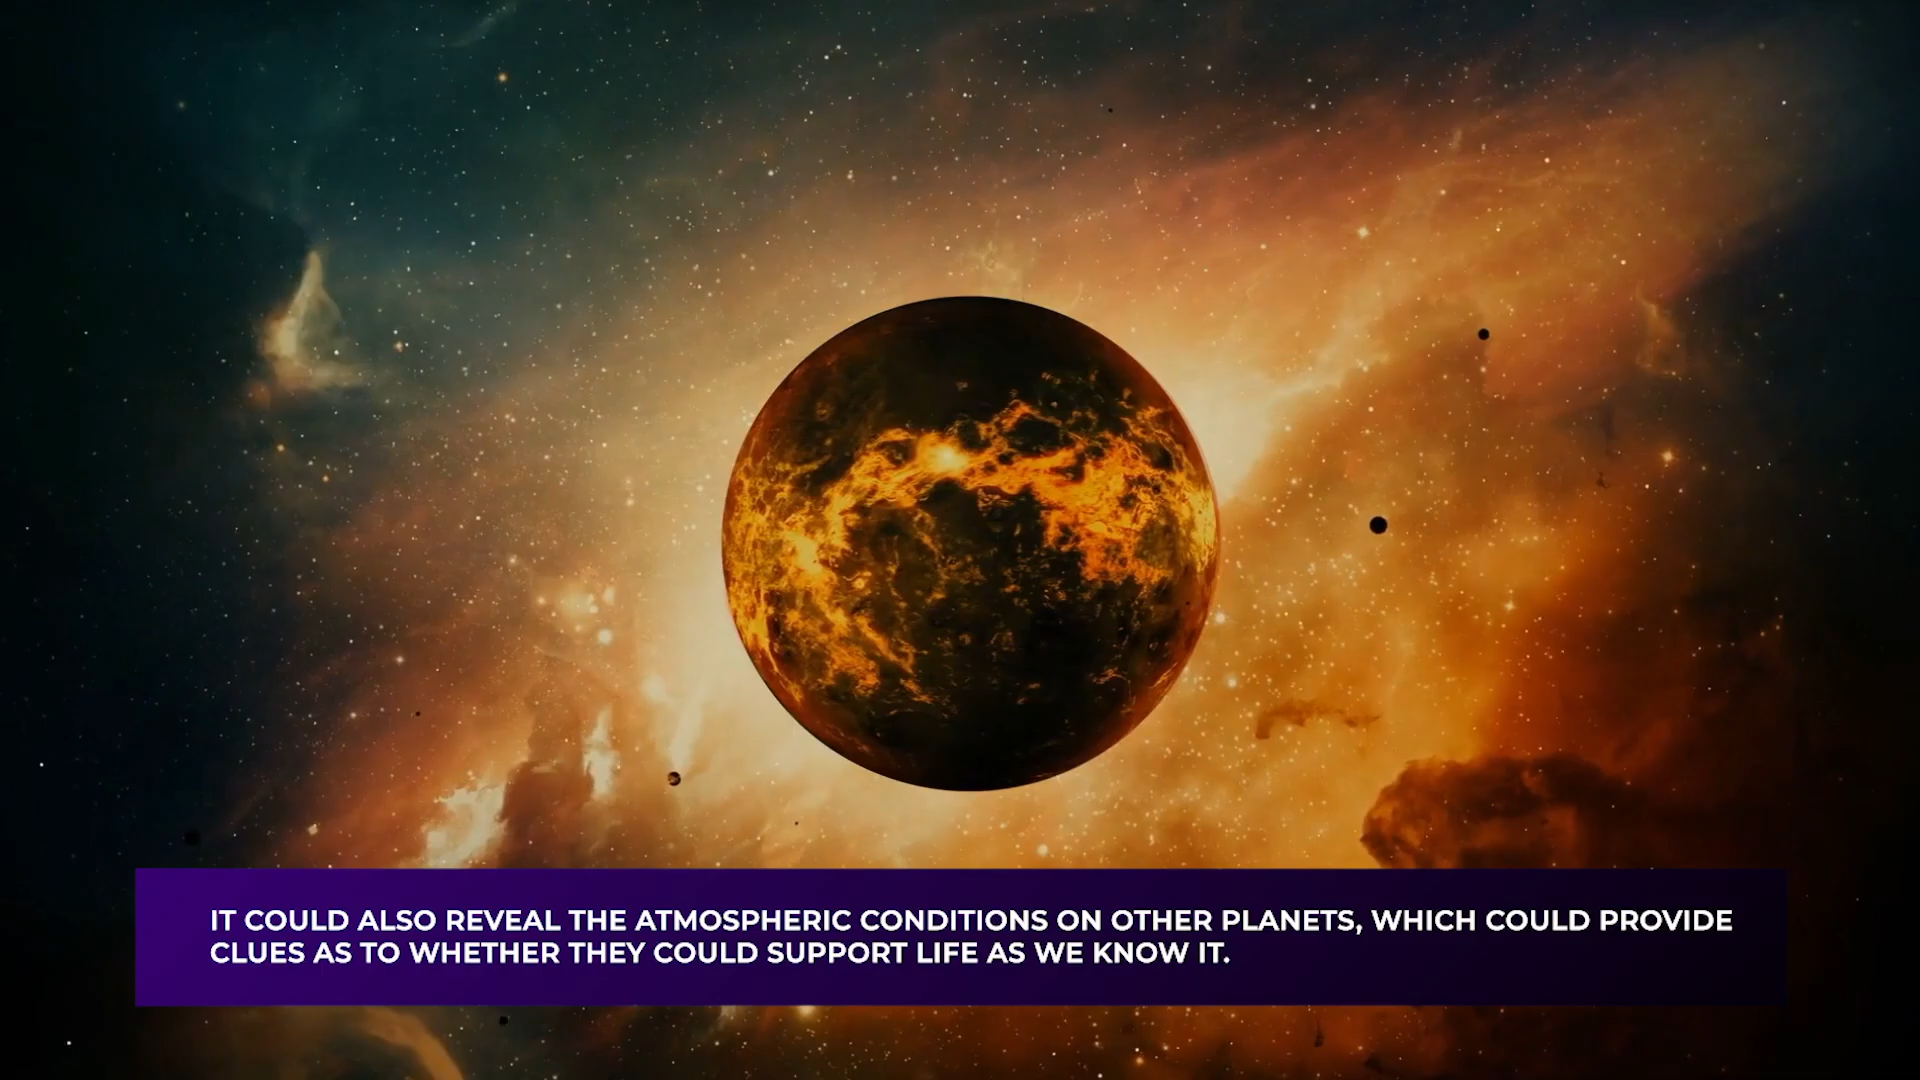 IT COULD ALSO REVEAL THE ATMOSPHERIC CONDITIONS ON OTHER PLANETS, WHICH COULD PROVIDE
CLUES AS TO WHETHER THEY COULD SUPPORT LIFE AS WE KNOW IT.